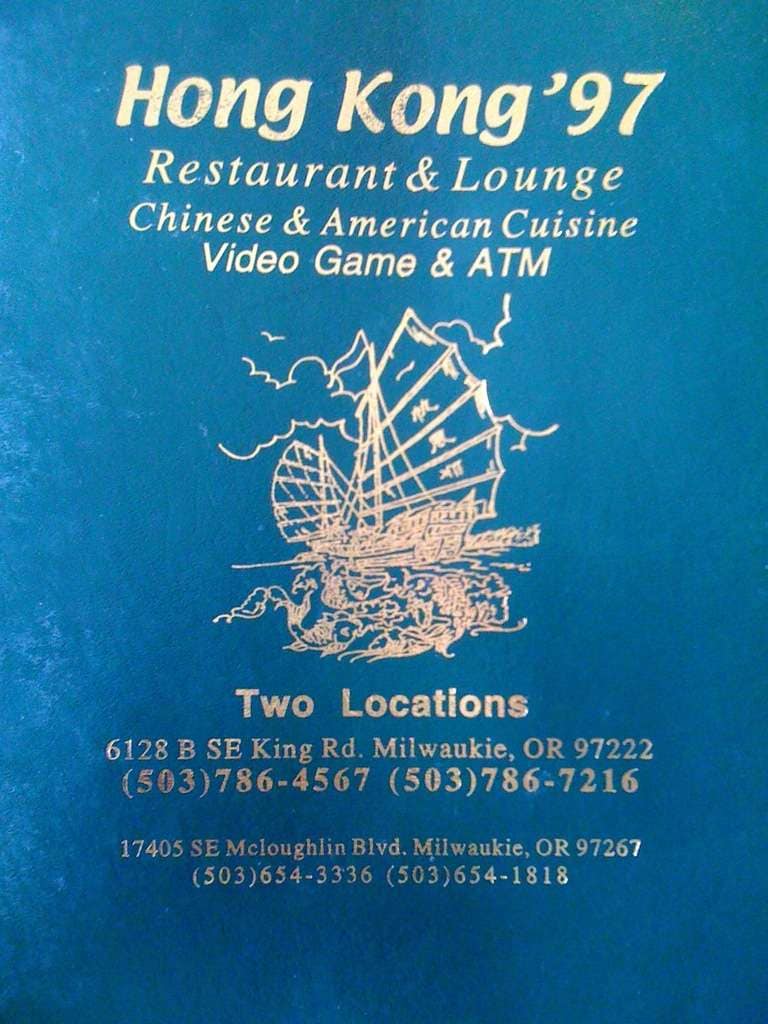 Hong Kong '97
Restaurant & Lounge
Chinese & American Cuisine
Video Game & ATM
Two Locations
6128 B SE King Rd. Milwaukie, OR 97222
(503)786-4567 (503)786-7216
17405 SE Mcloughlin Blvd. Milwaukie, OR 97267
(503)654-3336 (503)654-1818